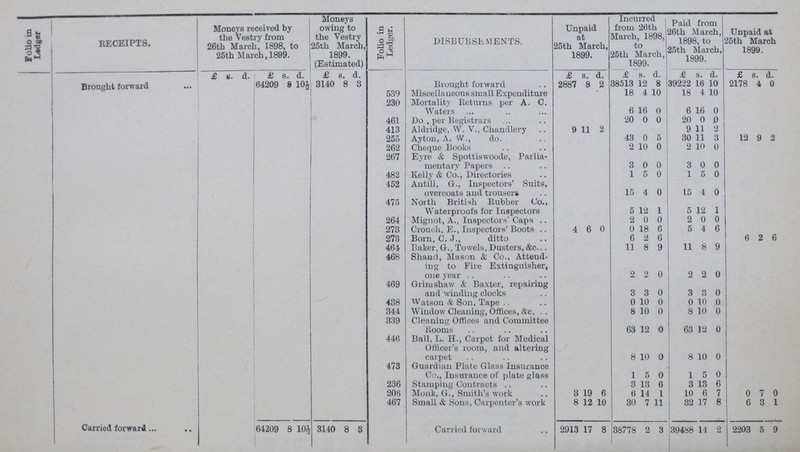 Folio in Ledger | RECEIPTS. | Moneys received by the Vestry from 26th March, 1898, to 25th March, 1899. | Moneys owing to the Vestry 25th March, 1899. (Estimated) | Folio in Ledger. | DISBURSEMENTS. | Unpaid at 25th March, 1899. | Incurred from 26th March, 1898, to 25th March, 1899. | Paid from 26th March, 1898, to 25th March, 1899. | Unpaid at 25th March 1899.
£ s. d. £ s. d. £ s. d. £ s. d. £ s. d. £ s. d. £ s. d.
Brought forward ... 64209 8 10½ 3140 8 3 Brought forward .. 2887 8 2 38513 12 8 39222 16 10 2178 4 0
539 Miscellaneous small Expenditure 18 4 10 18 4 10
230 Mortality Returns per A. C.
Waters ... .. ... 6 16 0 6 16 0
461 Do , per Registrars .. .. 20 0 0 20 0 0
413 Aldridge, W. V., Chandlery .. 9 11 2 9 11 2
255 Ayton, A. W., do. .. 43 0 5 30 11 3 12 9 2
262 Cheque Books .. .. 2 10 0 2 10 0
267 Eyre & Spottiswoode, Parlia-
mentary Papers .. .. 3 0 0 3 0 0
482 Kelly & Co., Directories .. 1 5 0 1 5 0
452 Antill, G., Inspectors' Suits,
overcoats and trousers 15 4 0 15 4 0
475 North British Rubber Co.,
Waterproofs for Inspectors 5 12 1 5 12 1
264 Mignot, A., Inspectors' Caps .. 2 0 0 2 0 0
273 Crouch, E., Inspectors' Boots .. 4 6 0 0 18 6 5 4 6
273 Born, C. J., ditto .. 6 2 6 6 2 6
464 Baker, G., Towels, Dusters, &c... 11 8 9 11 8 9
468 Shand, Mason & Co., Attend-
ing to Fire Extinguisher,
one year .. .. .. 2 2 0 2 2 0
469 Grimshaw & Baxter, repairing
and winding clocks .. 3 3 0 3 3 0
438 Watson & Son, Tape .. .. 0 10 0 0 10 0
344 Window Cleaning, Offices, &c. .. 8 10 0 8 10 0
339 Cleaning Offices and Committee
Rooms .. .. .. 63 12 0 63 12 0
446 Ball, L. H., Carpet for Medical
Officer's room, and altering
carpet .. .. .. 8 10 0 8 10 0
473 Guardian Plate Glass Insurance
Co., Insurance of plate glass 1 5 0 1 5 0
236 Stamping Contracts .. .. 3 13 6 3 13 6
206 Monk, G., Smith's work .. 3 19 6 6 14 1 10 6 7 0 7 0
467 Small & Sons, Carpenter's work 8 12 10 30 7 11 32 17 8 6 3 1
Carried forward ... .. 64209 8 10½ 3140 8 3 Carried forward .. 2913 17 8 38778 2 3 39488 14 2 2203 5 9